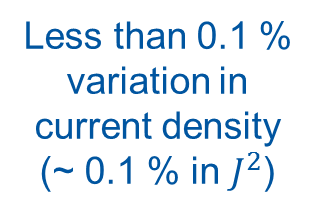 Less than 0.1 %
variation in
current density
(~ 0.1 % in 𝐽²)